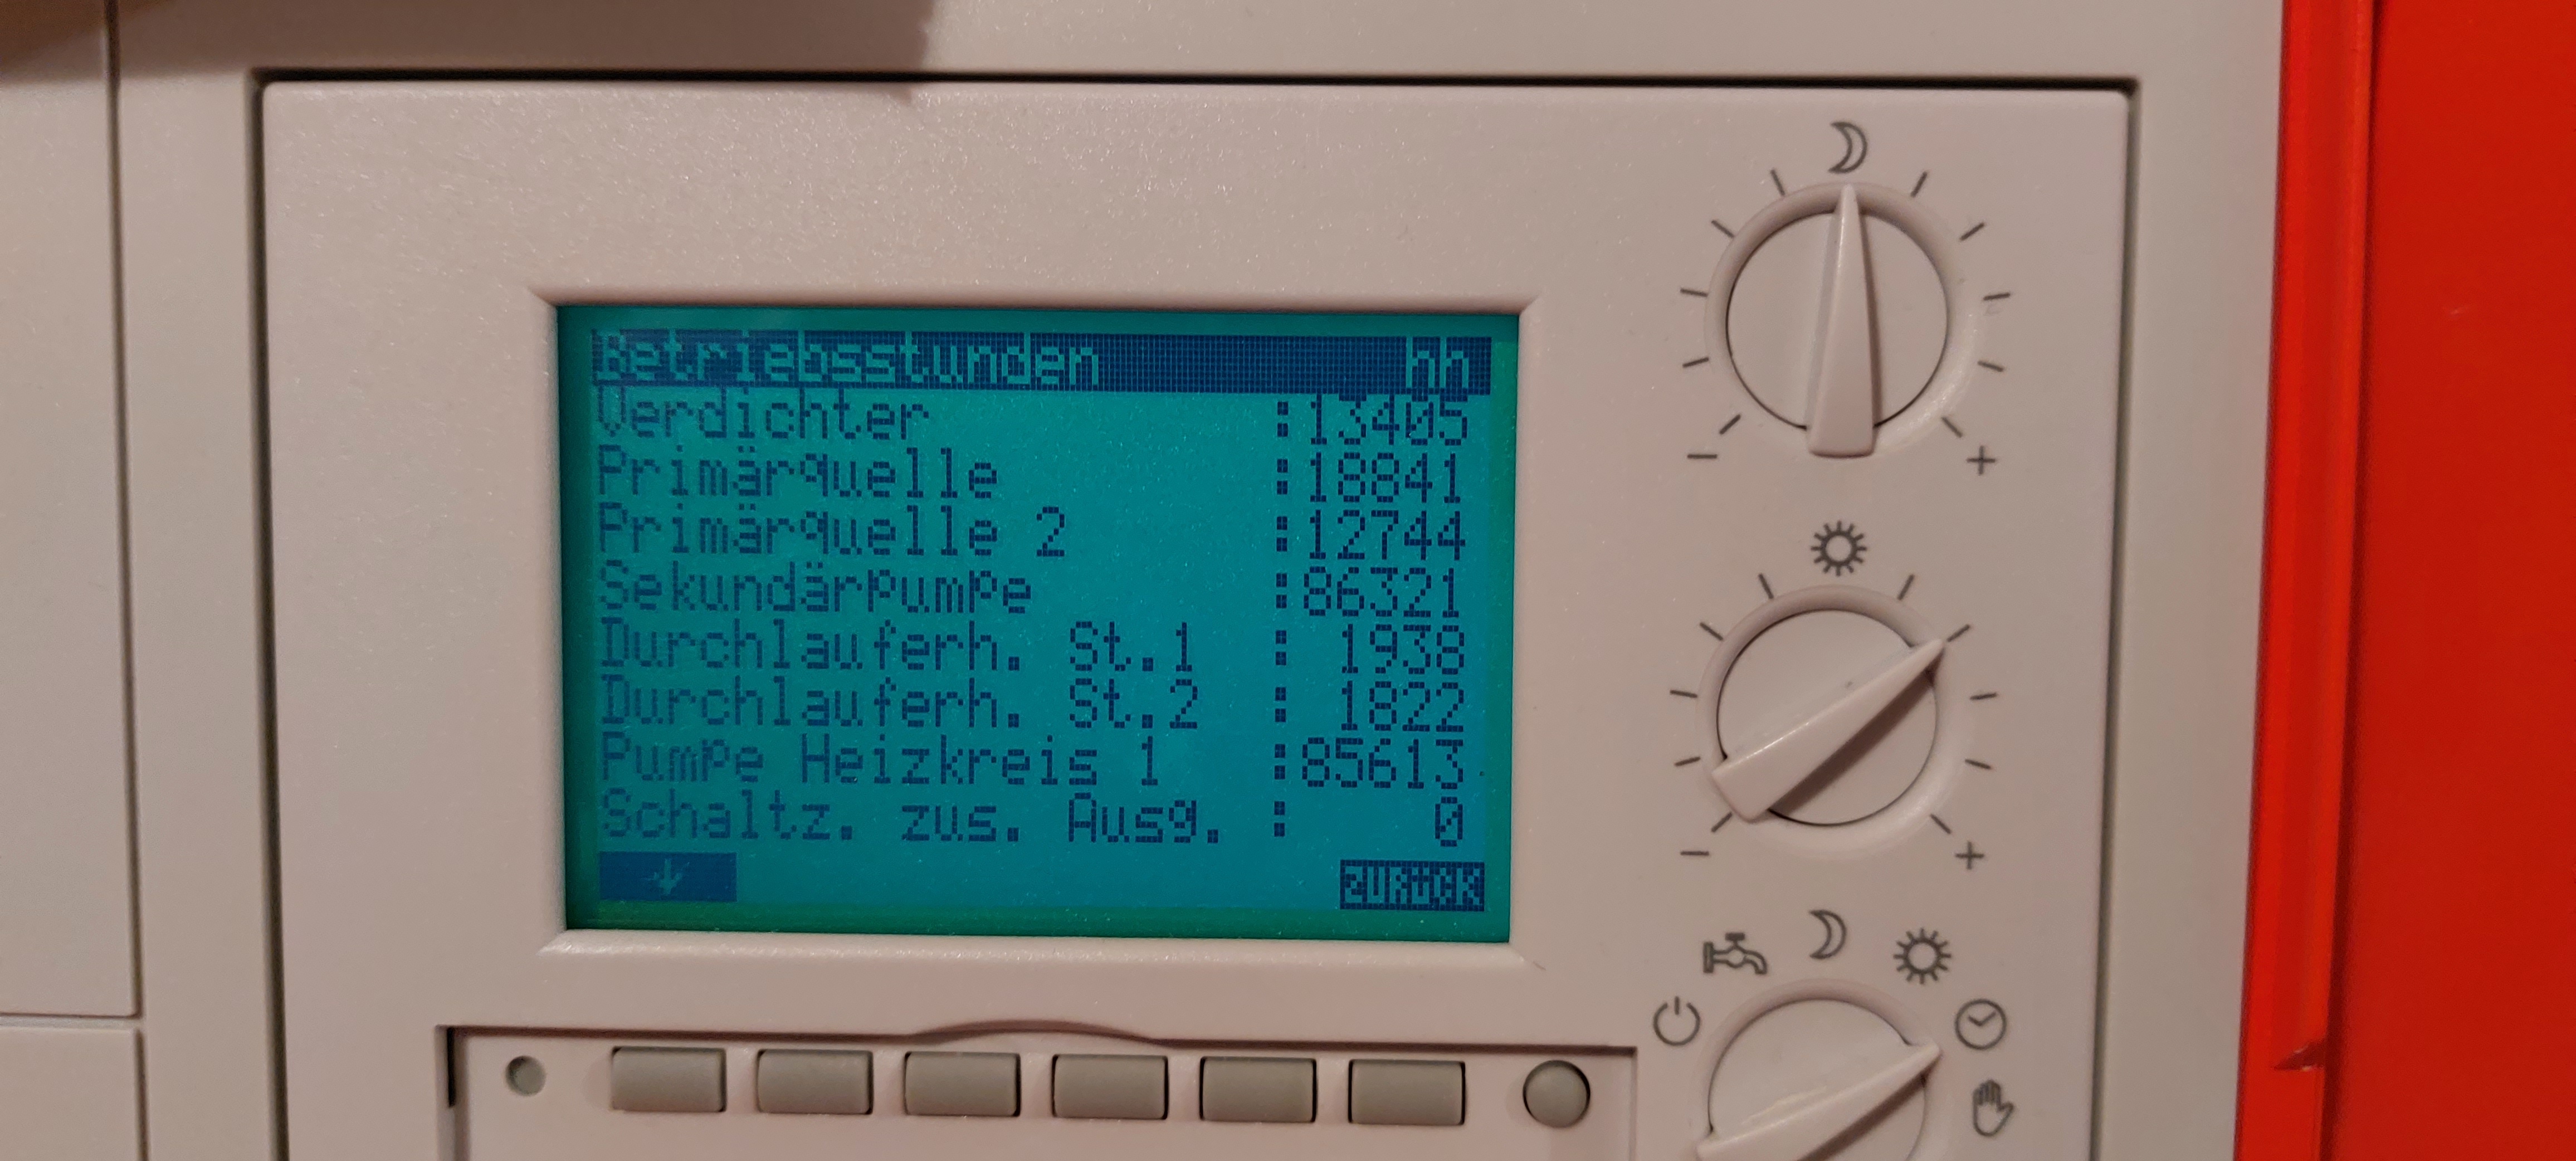 Betriebsstunden hh
Verdichter :13405
Primärquelle :18841
Primärquelle 2 :12744
Sekundärpumpe :86321
Durchlauferh. St.1 : 1938
Durchlauferh. St.2 : 1822
Pumpe Heizkreis 1 :85613
Schaltz. zus. Ausg. : 0
ZURÜCK
- +
- +